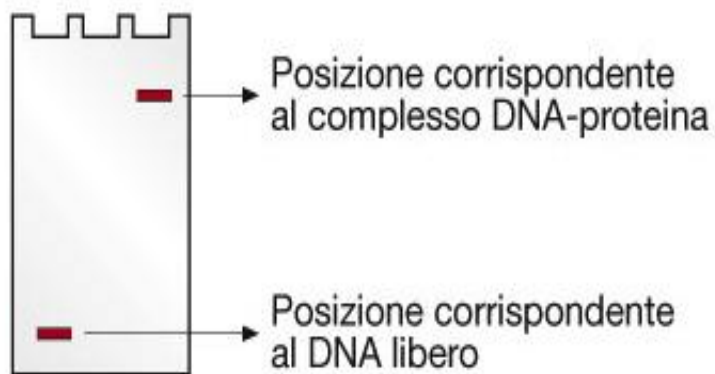 Posizione corrispondente
al complesso DNA-proteina
Posizione corrispondente
al DNA libero